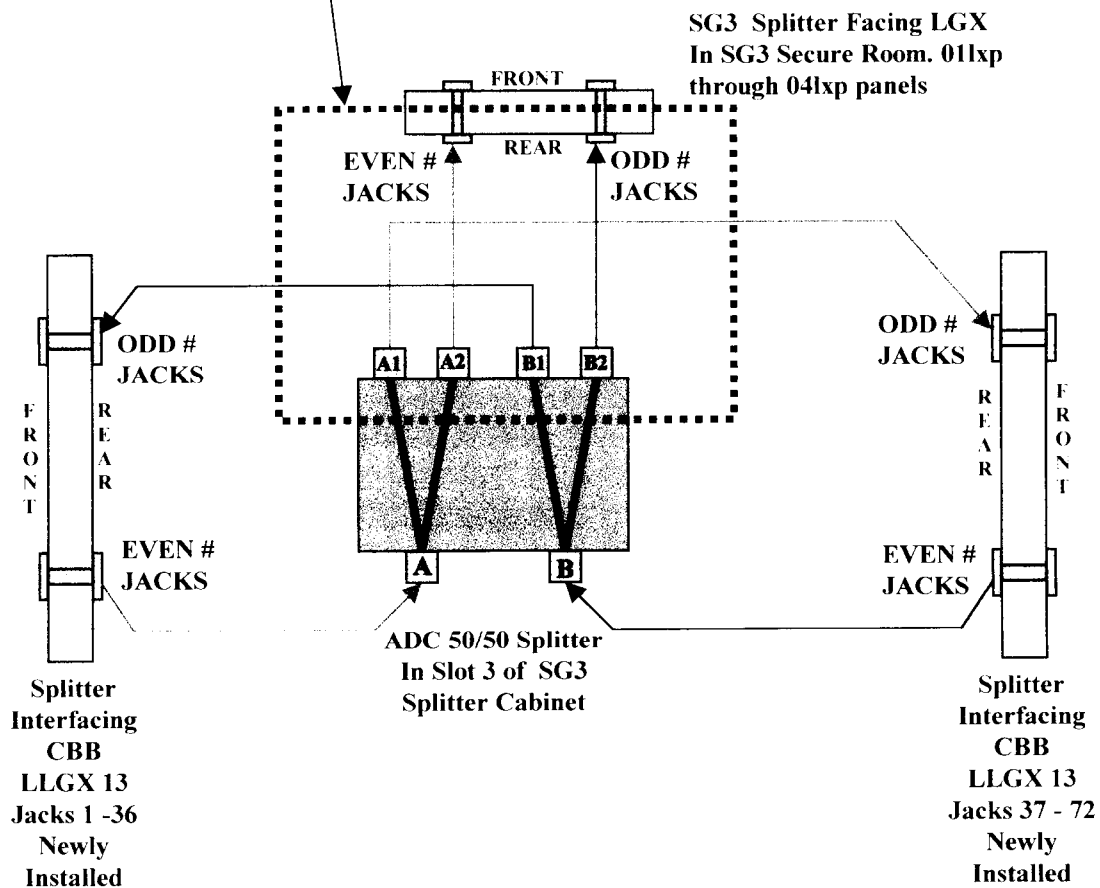 SG3 Splitter Facing LGX
In SG3 Secure Room. 01lxp
through 04lxp panels
FRONT
REAR
EVEN #
JACKS
ODD #
JACKS
ODD #
JACKS
ODD #
JACKS
A1
A2
B1
B2
FRONT
REAR
REAR
FRONT
EVEN #
JACKS
EVEN #
JACKS
A
B
ADC 50/50 Splitter
In Slot 3 of SG3
Splitter Cabinet
Splitter
Interfacing
CBB
LLGX 13
Jacks 1 -36
Newly
Installed
Splitter
Interfacing
CBB
LLGX 13
Jacks 37 - 72
Newly
Installed